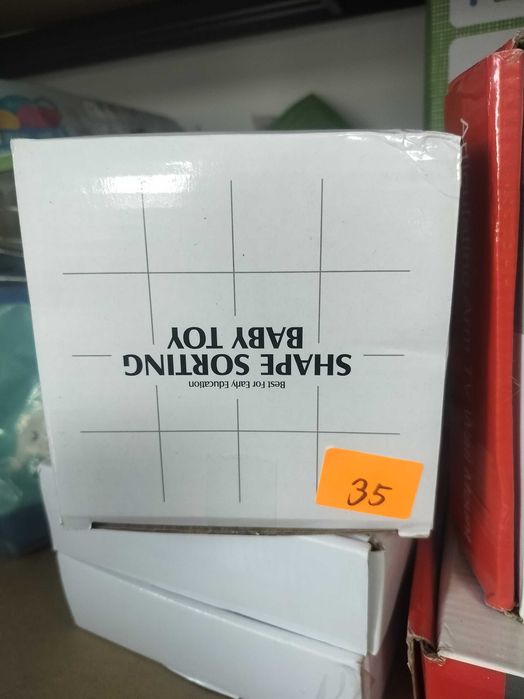 Best For Early Education
SHAPE SORTING
BABY TOY
35